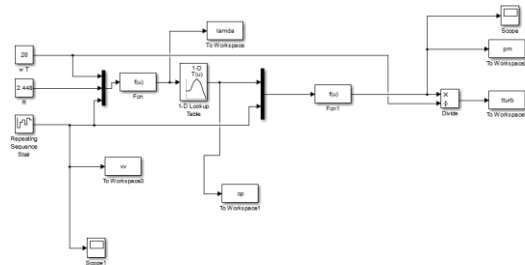 lamda
To Workspace
Scope
pm
To Workspace
20
w T
2.448
R
f(u)
Fcn
1-D
T(u)
1-D Lookup
Table
f(u)
Fcn1
×
÷
Divide
tturb
To Workspace
Repeating
Sequence
Stair
vv
To Workspace3
cp
To Workspace1
Scope1